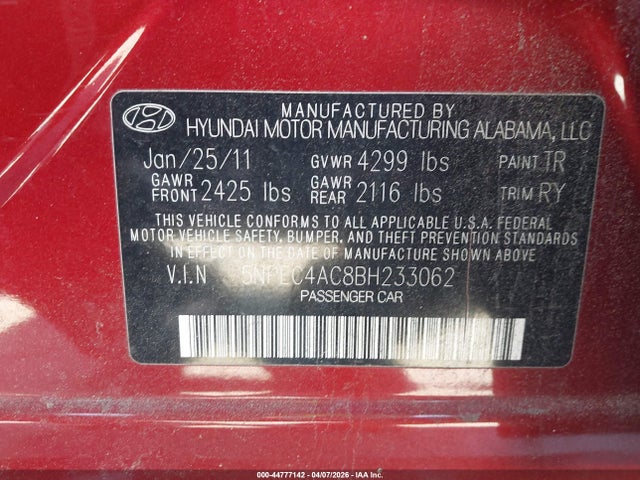 MANUFACTURED BY
HYUNDAI MOTOR MANUFACTURING ALABAMA, LLC
Jan/25/11 GVWR 4299 lbs PAINT TR
GAWR FRONT 2425 lbs GAWR REAR 2116 lbs TRIM RY
THIS VEHICLE CONFORMS TO ALL APPLICABLE U.S.A. FEDERAL
MOTOR VEHICLE SAFETY, BUMPER, AND THEFT PREVENTION STANDARDS
IN EFFECT ON THE DATE OF MANUFACTURE SHOWN ABOVE
V.I.N 5NPEC4AC8BH233062
PASSENGER CAR
000-44777142 | 04/07/2026 - IAA Inc.